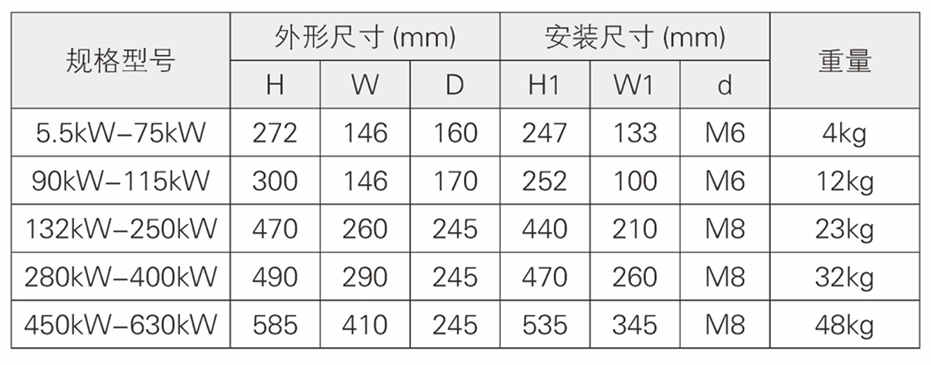 规格型号 外形尺寸 (mm) 安装尺寸 (mm) 重量
H W D H1 W1 d
5.5kW–75kW 272 146 160 247 133 M6 4kg
90kW–115kW 300 146 170 252 100 M6 12kg
132kW–250kW 470 260 245 440 210 M8 23kg
280kW–400kW 490 290 245 470 260 M8 32kg
450kW–630kW 585 410 245 535 345 M8 48kg